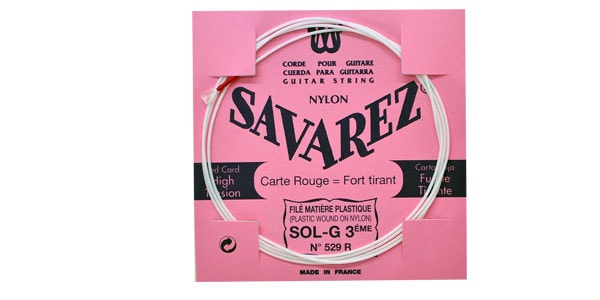 CORDE POUR GUITARE
CUERDA PARA GUITARRA
GUITAR STRING
NYLON
SAVAREZ
®
Card
High
Carte Rouge = Fort tirant
FILÉ MATIÈRE PLASTIQUE
(PLASTIC WOUND ON NYLON)
SOL-G 3ÈME
N° 529 R
MADE IN FRANCE